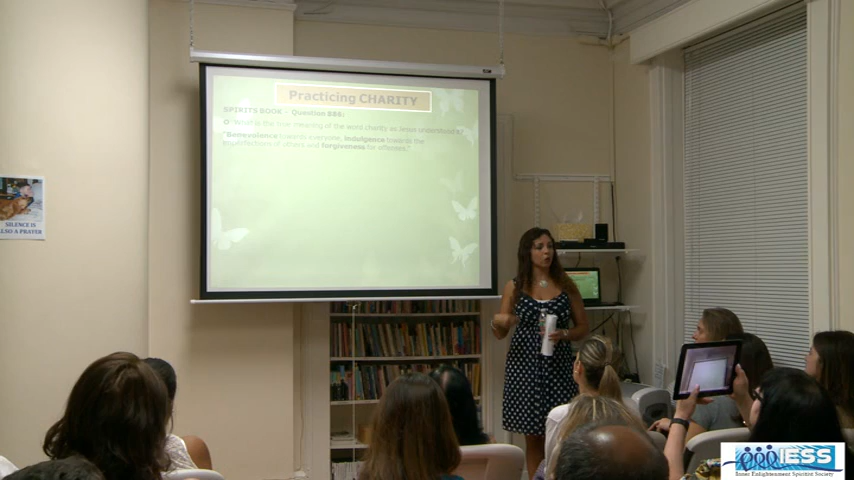 Practicing CHARITY
SPIRITS BOOK - Question 886:
Q What is the true meaning of the word charity as Jesus understood it?
"Benevolence towards everyone, indulgence towards the
imperfections of others and forgiveness for offenses."
SILENCE IS
ALSO A PRAYER
IESS
Inner Enlightenment Spiritist Society